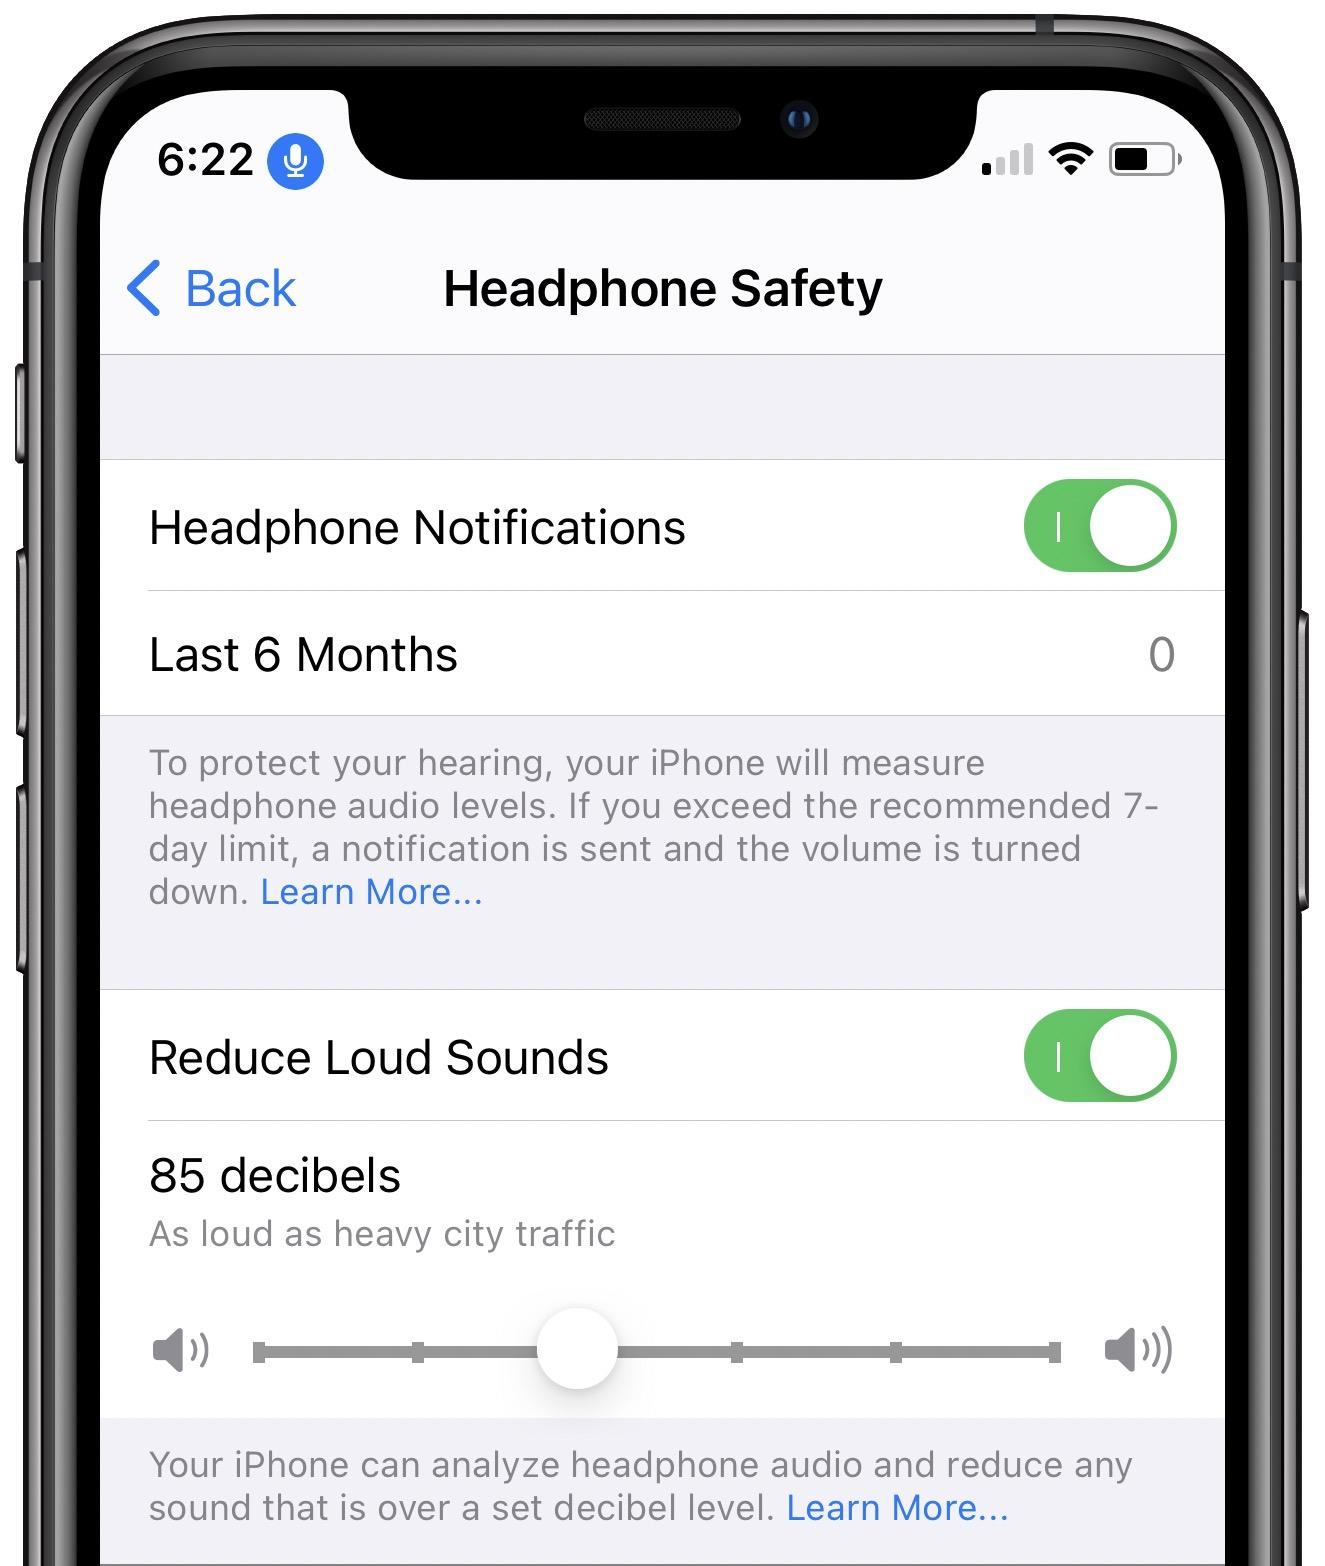 6:22
Back
Headphone Safety
Headphone Notifications
Last 6 Months
0
To protect your hearing, your iPhone will measure
headphone audio levels. If you exceed the recommended 7-
day limit, a notification is sent and the volume is turned
down. Learn More...
Reduce Loud Sounds
85 decibels
As loud as heavy city traffic
Your iPhone can analyze headphone audio and reduce any
sound that is over a set decibel level. Learn More...